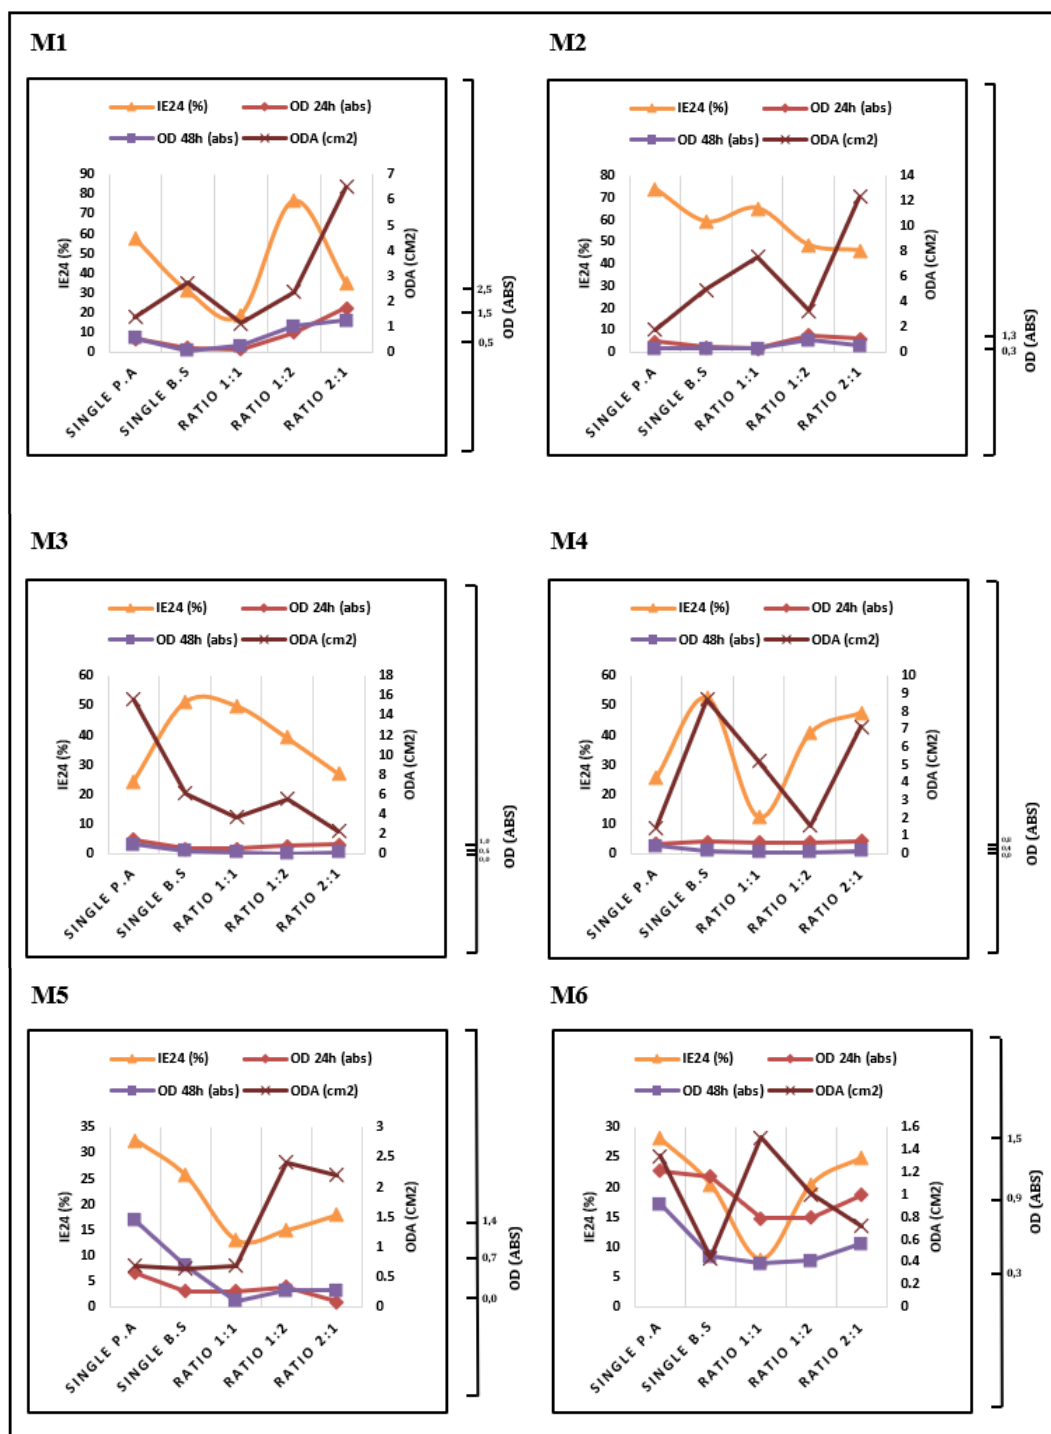 M1
IE24 (%) OD 24h (abs)
OD 48h (abs) ODA (cm2)
90
80
70
60
50
40
30
20
10
0
IE24 (%)
7
6
5
4
3
2
1
0
ODA (CM2)
2,5
1,5
0,5
OD (ABS)
SINGLE P.A
SINGLE B.S
RATIO 1:1
RATIO 1:2
RATIO 2:1
M2
IE24 (%) OD 24h (abs)
OD 48h (abs) ODA (cm2)
80
70
60
50
40
30
20
10
0
IE24 (%)
14
12
10
8
6
4
2
0
ODA (CM2)
1,3
0,3
OD (ABS)
SINGLE P.A
SINGLE B.S
RATIO 1:1
RATIO 1:2
RATIO 2:1
M3
IE24 (%) OD 24h (abs)
OD 48h (abs) ODA (cm2)
60
50
40
30
20
10
0
IE24 (%)
18
16
14
12
10
8
6
4
2
0
ODA (CM2)
1,0
0,0
OD (ABS)
SINGLE P.A
SINGLE B.S
RATIO 1:1
RATIO 1:2
RATIO 2:1
M4
IE24 (%) OD 24h (abs)
OD 48h (abs) ODA (cm2)
60
50
40
30
20
10
0
IE24 (%)
10
9
8
7
6
5
4
3
2
1
0
ODA (CM2)
0,4
0,0
OD (ABS)
SINGLE P.A
SINGLE B.S
RATIO 1:1
RATIO 1:2
RATIO 2:1
M5
IE24 (%) OD 24h (abs)
OD 48h (abs) ODA (cm2)
35
30
25
20
15
10
5
0
IE24 (%)
3
2.5
2
1.5
1
0.5
0
ODA (CM2)
1,4
0,7
0,0
OD (ABS)
SINGLE P.A
SINGLE B.S
RATIO 1:1
RATIO 1:2
RATIO 2:1
M6
IE24 (%) OD 24h (abs)
OD 48h (abs) ODA (cm2)
30
25
20
15
10
5
0
IE24 (%)
1.6
1.4
1.2
1
0.8
0.6
0.4
0.2
0
ODA (CM2)
1,5
0,9
0,3
OD (ABS)
SINGLE P.A
SINGLE B.S
RATIO 1:1
RATIO 1:2
RATIO 2:1